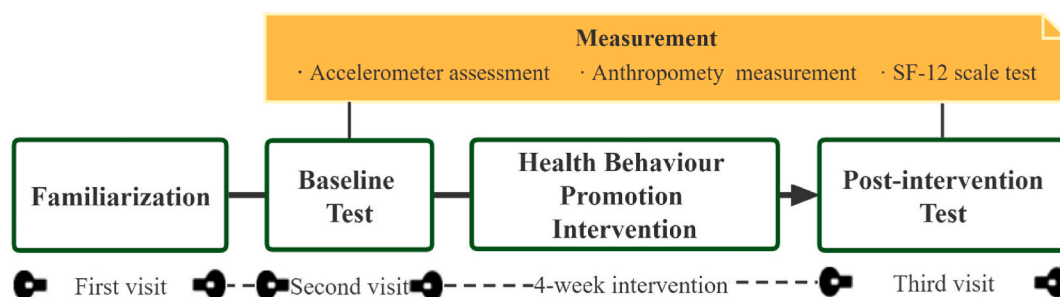 Measurement
· Accelerometer assessment · Anthropomety measurement · SF-12 scale test
Familiarization
Baseline
Test
Health Behaviour
Promotion
Intervention
Post-intervention
Test
First visit
Second visit
4-week intervention
Third visit